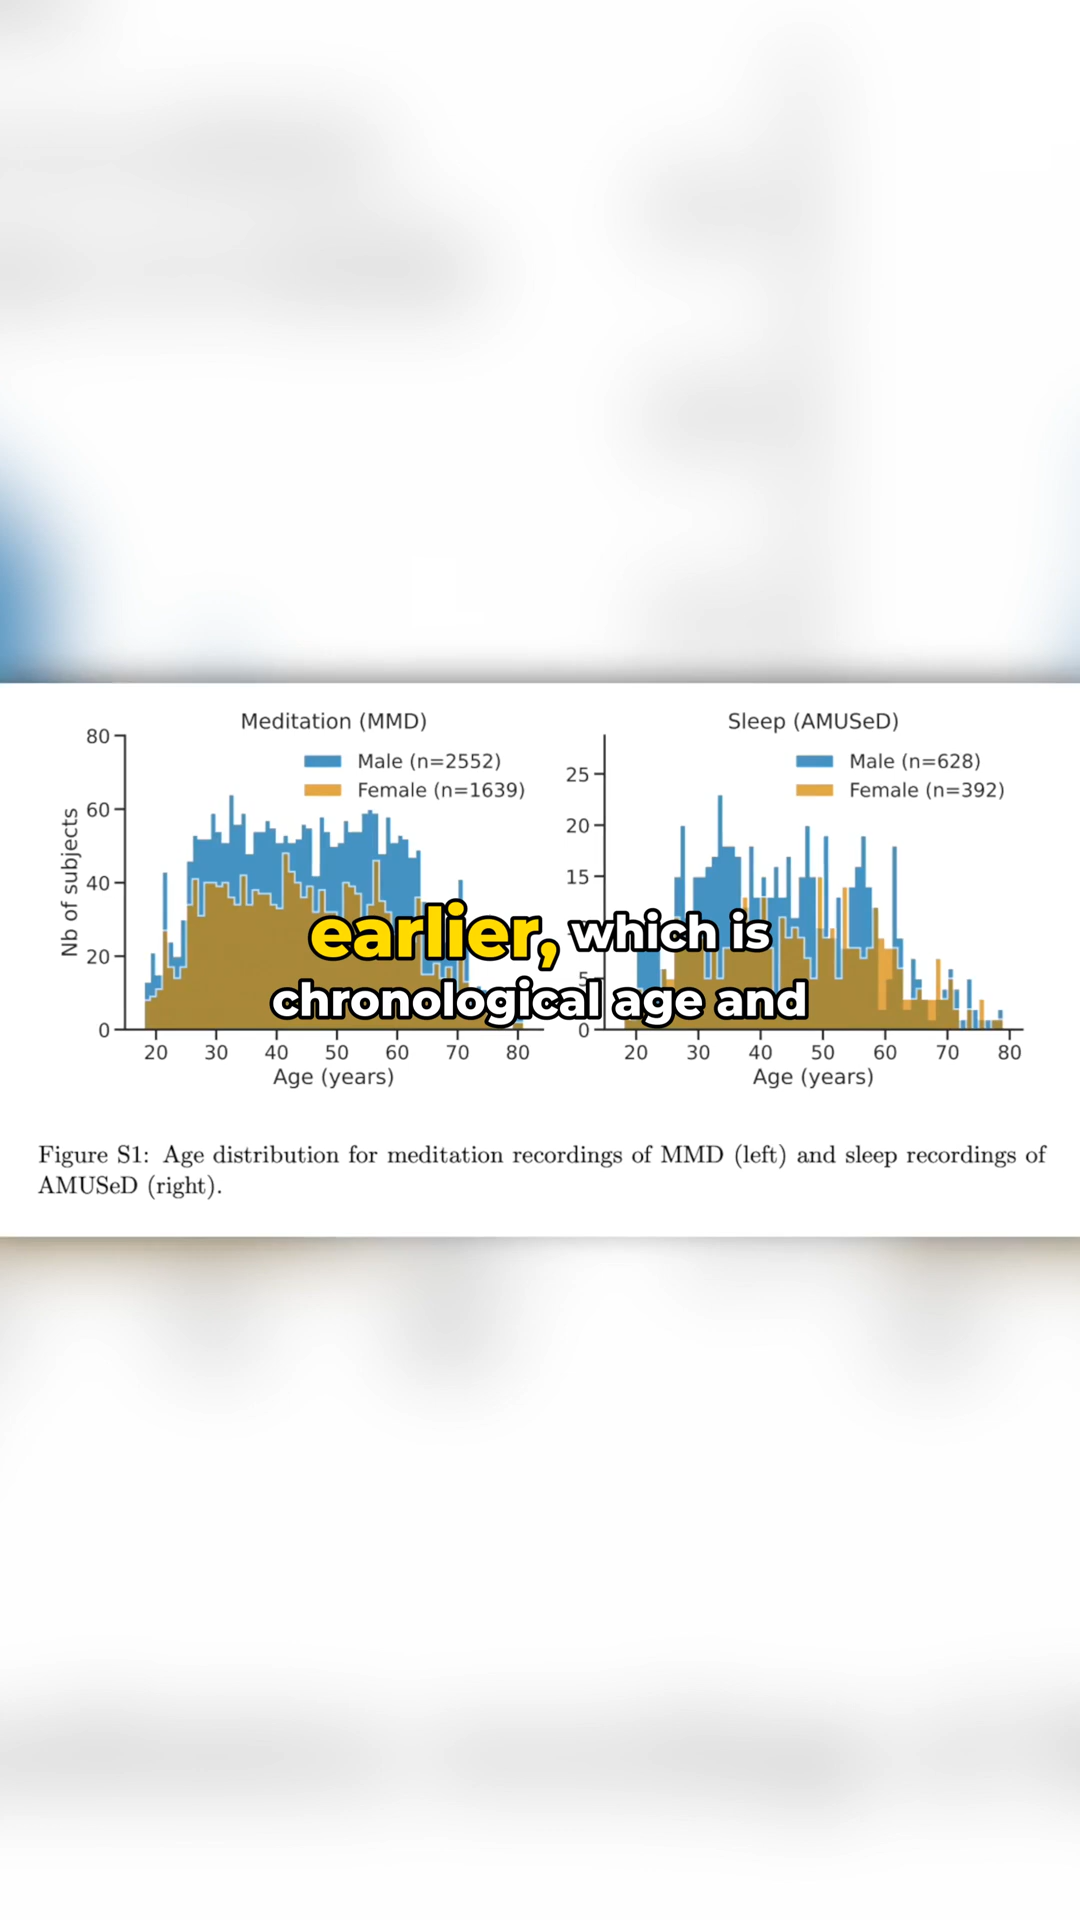 Meditation (MMD)
80
60
40
20
0
Nb of subjects
Male (n=2552)
Female (n=1639)
20 30 40 50 60 70 80
Age (years)
Sleep (AMUSeD)
25
20
15
5
0
Male (n=628)
Female (n=392)
20 30 40 50 60 70 80
Age (years)
earlier, which is
chronological age and
Figure S1: Age distribution for meditation recordings of MMD (left) and sleep recordings of
AMUSeD (right).